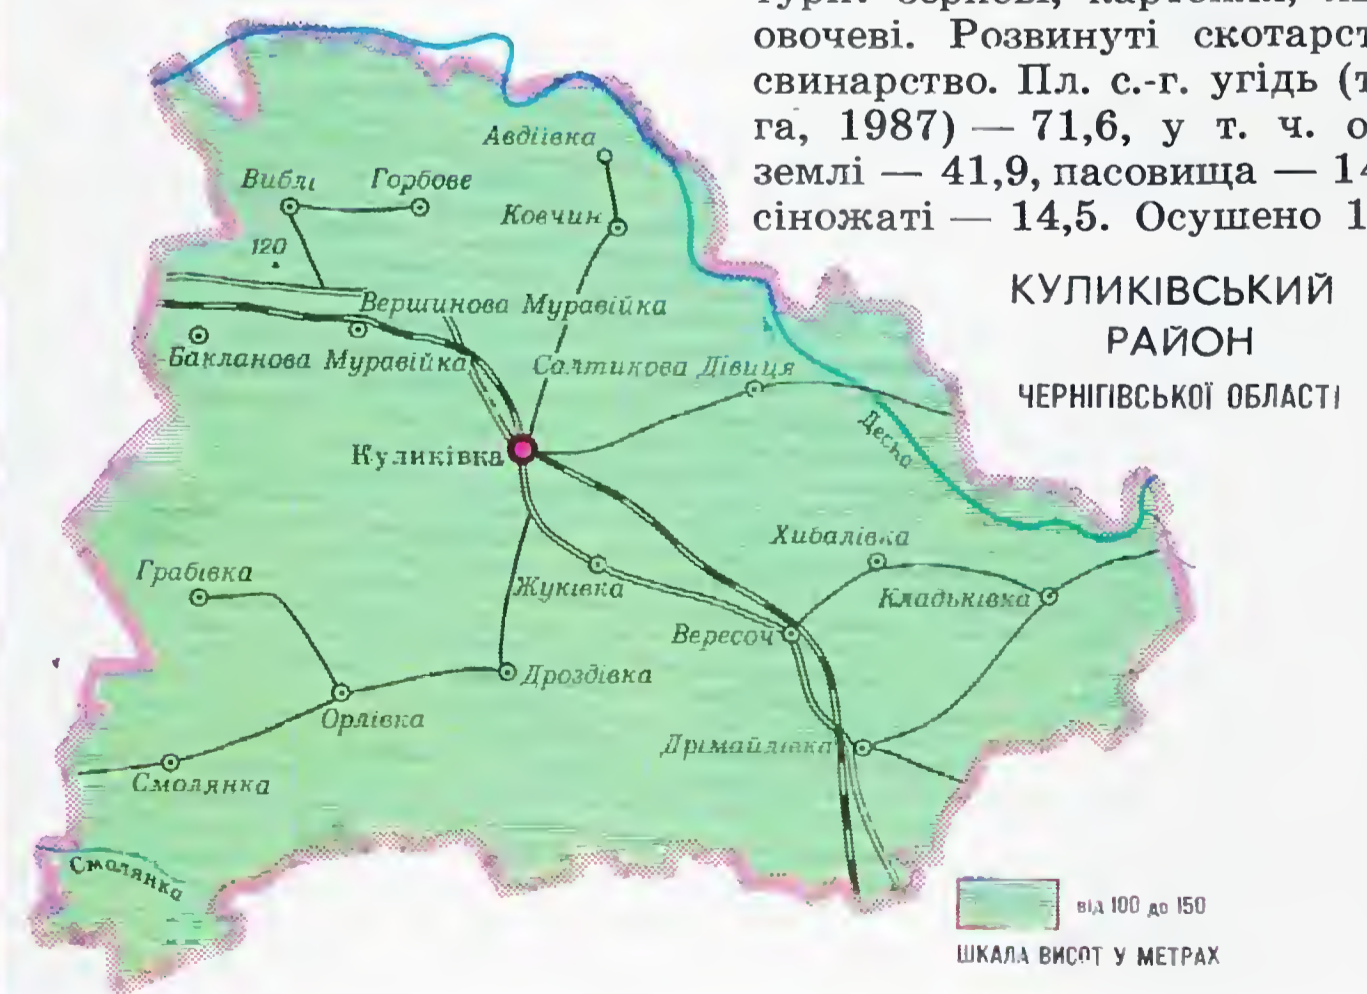 овочеві. Розвинуті скотарст
свинарство. Пл. с.-г. угідь (т
га, 1987) — 71,6, у т. ч. о
землі — 41,9, пасовища — 14
сіножаті — 14,5. Осушено 1
КУЛИКІВСЬКИЙ
РАЙОН
ЧЕРНІГІВСЬКОЇ ОБЛАСТІ
Авдіївка
Виблі
Горбове
Ковчин
120
Вершинова Муравійка
Бакланова Муравійка
Салтикова Дівиця
Десна
Куликівка
Хибалівка
Грабівка
Жуківка
Кладьківка
Вересоч
Дроздівка
Орлівка
Дрімайлівка
Смолянка
Смолянка
від 100 до 150
ШКАЛА ВИСОТ У МЕТРАХ